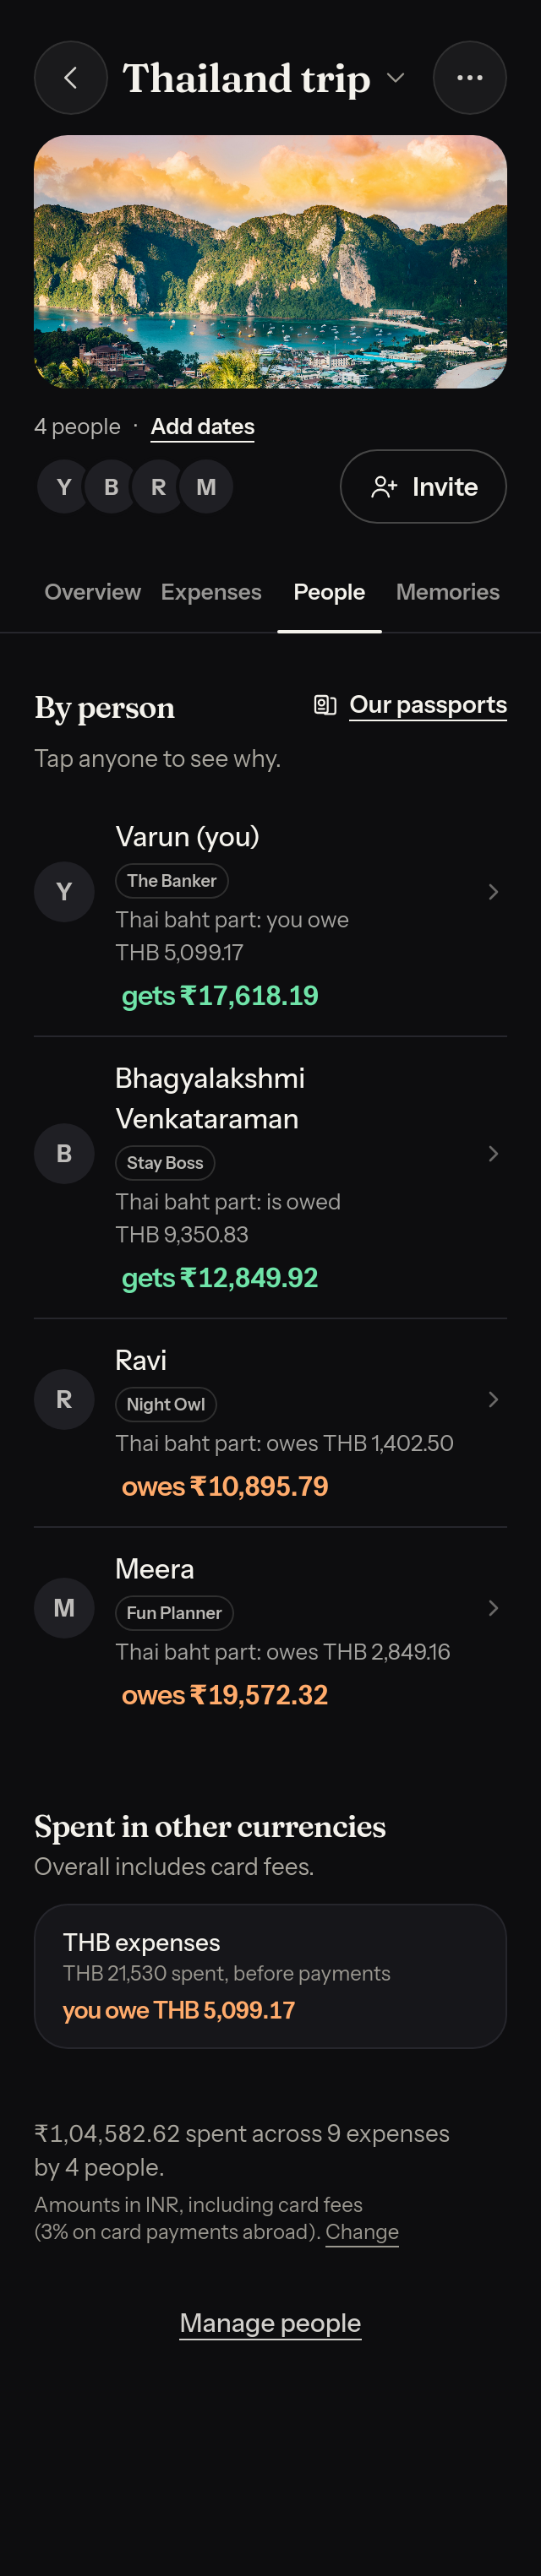 Thailand trip
4 people · Add dates
Y B R M
Invite
Overview Expenses People Memories
By person
Our passports
Tap anyone to see why.
Y
Varun (you)
The Banker
Thai baht part: you owe
THB 5,099.17
gets ₹17,618.19
B
Bhagyalakshmi
Venkataraman
Stay Boss
Thai baht part: is owed
THB 9,350.83
gets ₹12,849.92
R
Ravi
Night Owl
Thai baht part: owes THB 1,402.50
owes ₹10,895.79
M
Meera
Fun Planner
Thai baht part: owes THB 2,849.16
owes ₹19,572.32
Spent in other currencies
Overall includes card fees.
THB expenses
THB 21,530 spent, before payments
you owe THB 5,099.17
₹1,04,582.62 spent across 9 expenses
by 4 people.
Amounts in INR, including card fees
(3% on card payments abroad). Change
Manage people